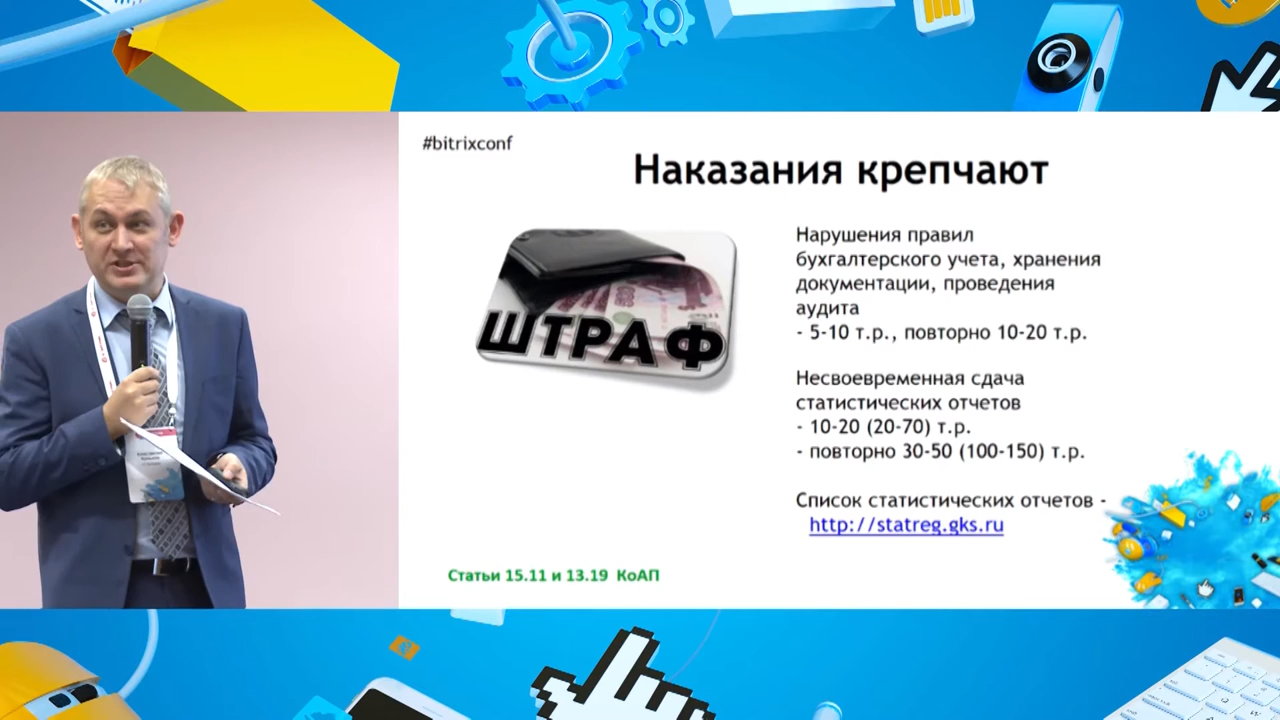 #bitrixconf
Наказания крепчают
ШТРАФ
Нарушения правил
бухгалтерского учета, хранения
документации, проведения
аудита
- 5-10 т.р., повторно 10-20 т.р.
Несвоевременная сдача
статистических отчетов
- 10-20 (20-70) т.р.
- повторно 30-50 (100-150) т.р.
Список статистических отчетов -
http://statreg.gks.ru
Статьи 15.11 и 13.19 КоАП